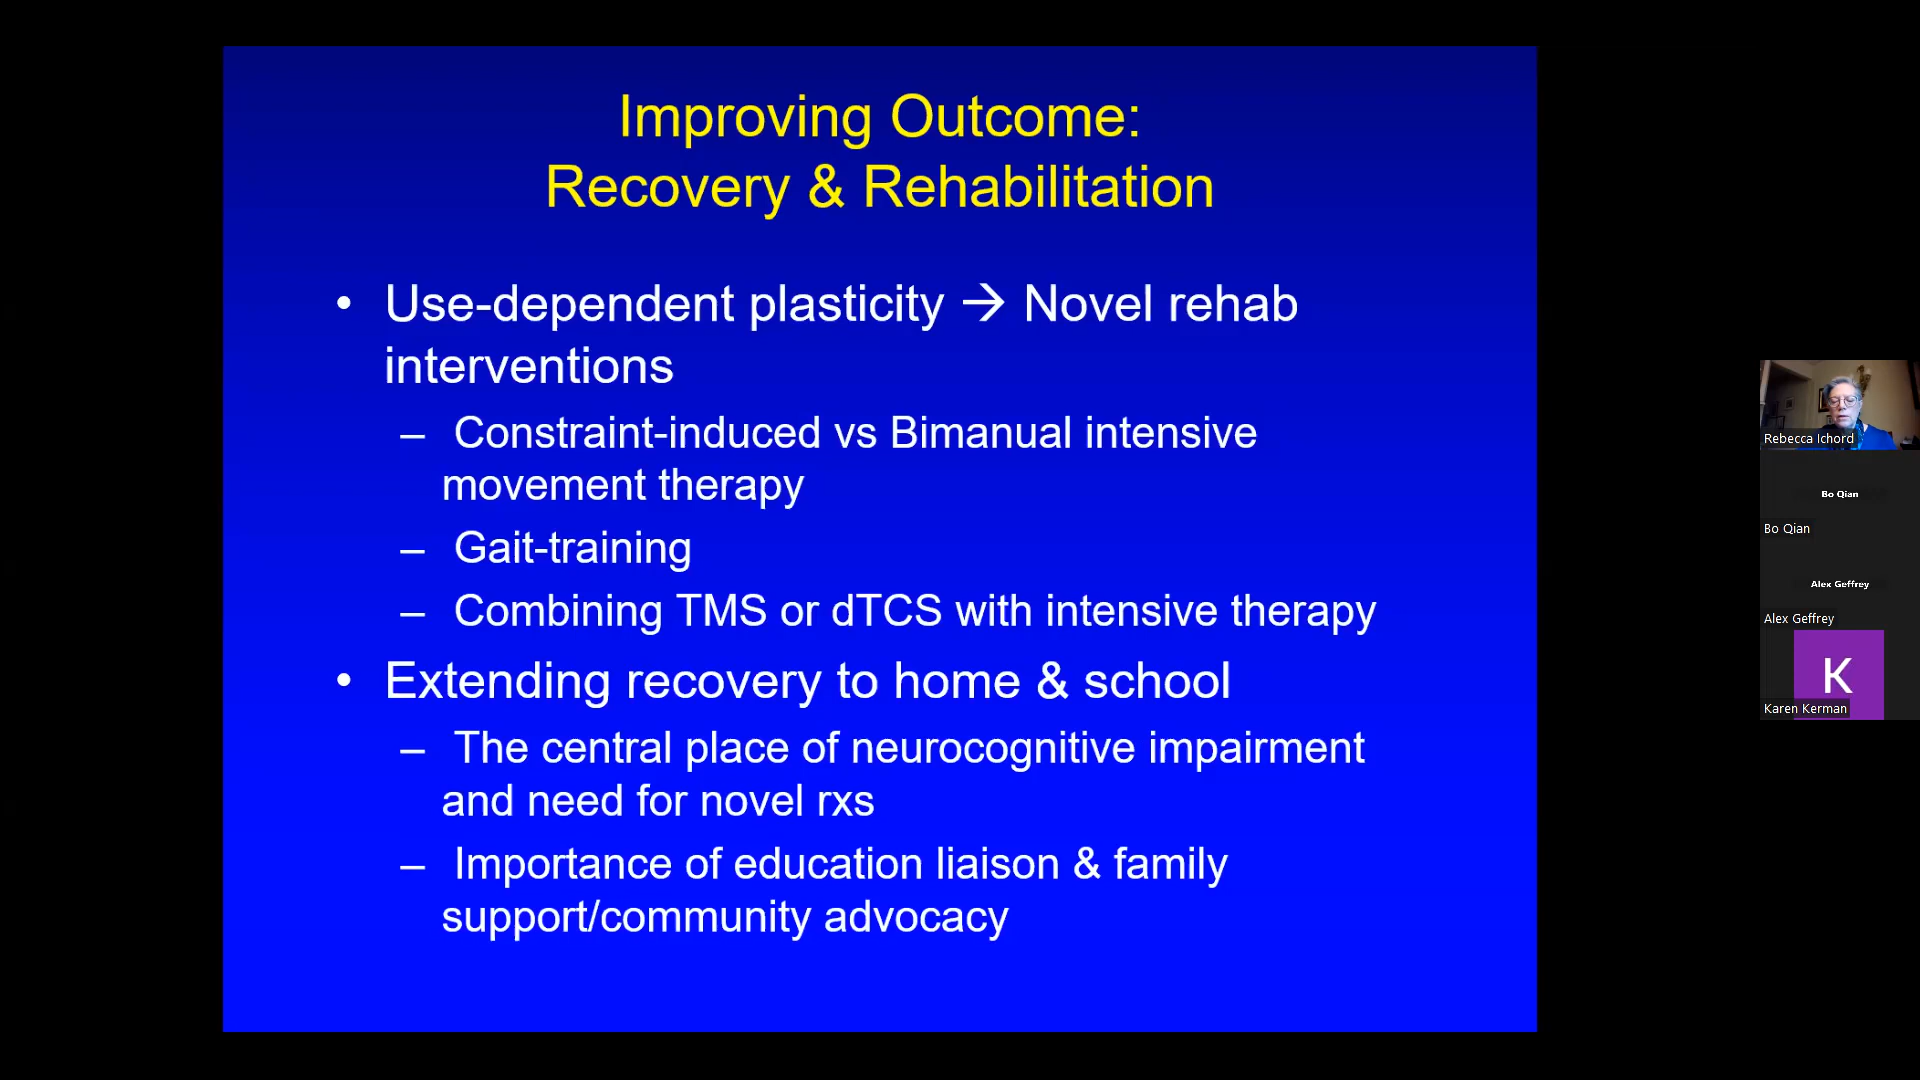 Improving Outcome:
Recovery & Rehabilitation
• Use-dependent plasticity → Novel rehab
interventions
– Constraint-induced vs Bimanual intensive
movement therapy
– Gait-training
– Combining TMS or dTCS with intensive therapy
• Extending recovery to home & school
– The central place of neurocognitive impairment
and need for novel rxs
– Importance of education liaison & family
support/community advocacy
Rebecca Ichord
Bo Qian
Bo Qian
Alex Geffrey
Alex Geffrey
K
Karen Kerman